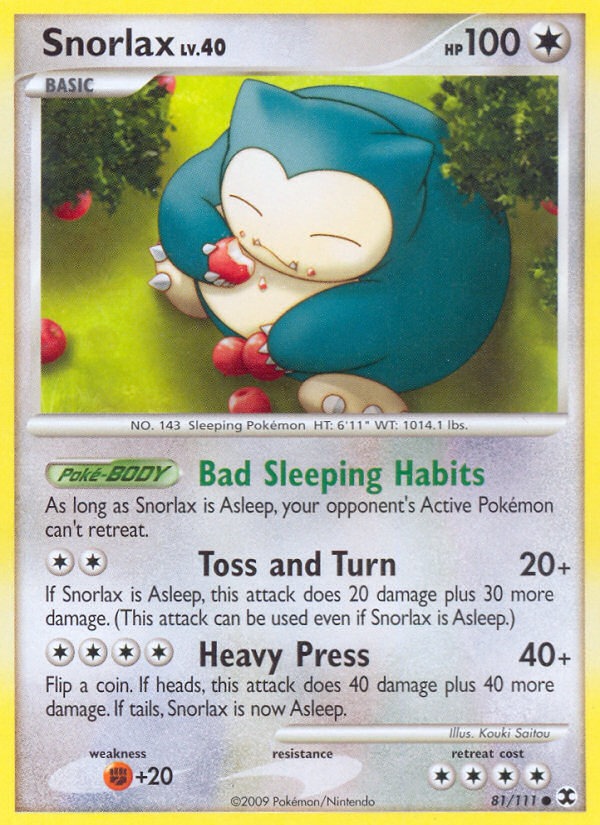 Snorlax LV.40
HP 100
BASIC
NO. 143 Sleeping Pokémon HT: 6'11" WT: 1014.1 lbs.
Poké-BODY Bad Sleeping Habits
As long as Snorlax is Asleep, your opponent's Active Pokémon
can't retreat.
Toss and Turn 20+
If Snorlax is Asleep, this attack does 20 damage plus 30 more
damage. (This attack can be used even if Snorlax is Asleep.)
Heavy Press 40+
Flip a coin. If heads, this attack does 40 damage plus 40 more
damage. If tails, Snorlax is now Asleep.
Illus. Kouki Saitou
weakness resistance retreat cost
+20
©2009 Pokémon/Nintendo 81/111